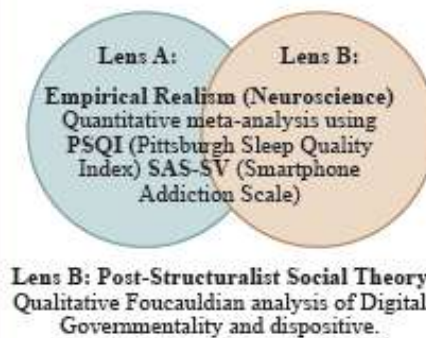 Lens A: Lens B:
Empirical Realism (Neuroscience)
Quantitative meta-analysis using
PSQI (Pittsburgh Sleep Quality
Index) SAS-SV (Smartphone
Addiction Scale)
Lens B: Post-Structuralist Social Theory
Qualitative Foucauldian analysis of Digital
Governmentality and dispositive.